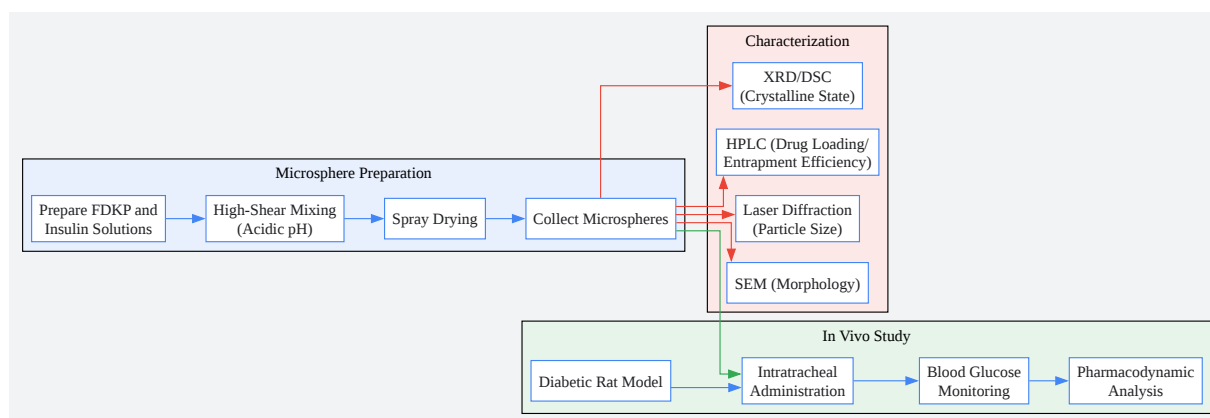 Microsphere Preparation
Prepare FDKP and
Insulin Solutions
High-Shear Mixing
(Acidic pH)
Spray Drying
Collect Microspheres
Characterization
XRD/DSC
(Crystalline State)
HPLC (Drug Loading/
Entrapment Efficiency)
Laser Diffraction
(Particle Size)
SEM (Morphology)
In Vivo Study
Diabetic Rat Model
Intratracheal
Administration
Blood Glucose
Monitoring
Pharmacodynamic
Analysis